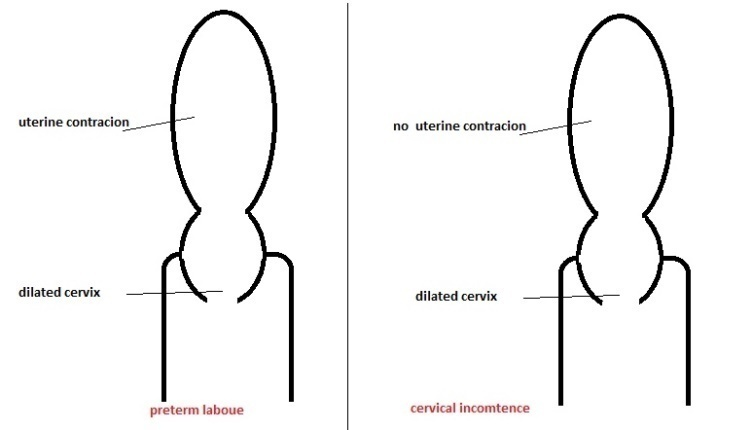 uterine contracion
dilated cervix
preterm laboue
no uterine contracion
dilated cervix
cervical incomtence